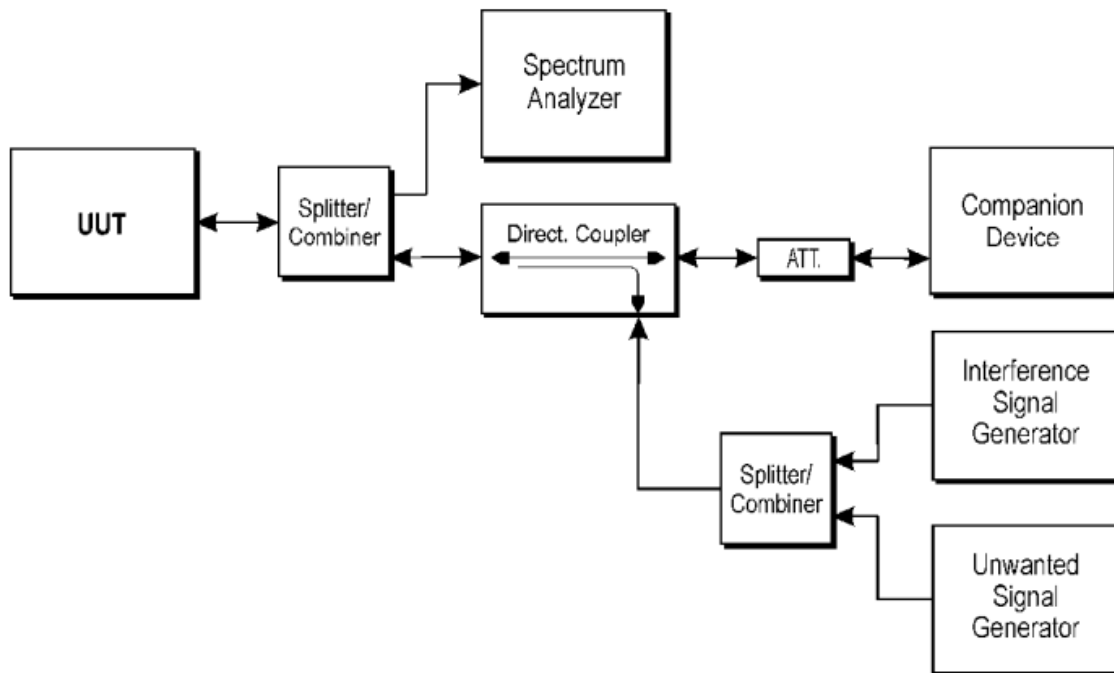 Spectrum
Analyzer
UUT
Splitter/
Combiner
Direct. Coupler
ATT.
Companion
Device
Interference
Signal
Generator
Splitter/
Combiner
Unwanted
Signal
Generator